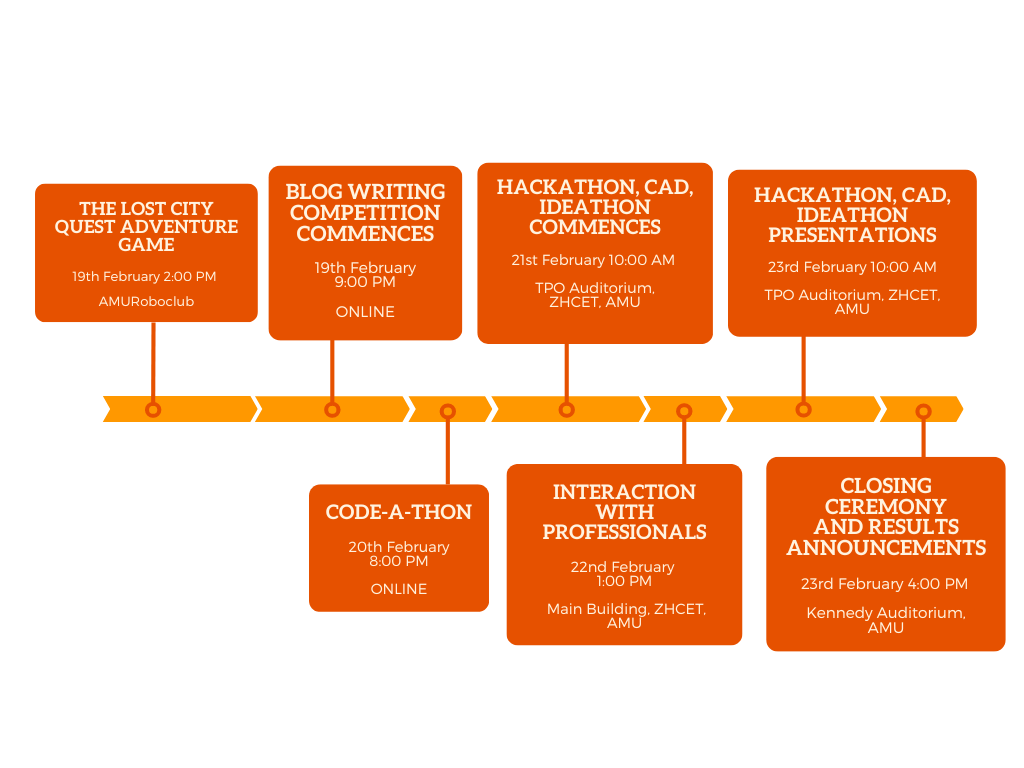 THE LOST CITY
QUEST ADVENTURE
GAME
19th February 2:00 PM
AMURoboclub
BLOG WRITING
COMPETITION
COMMENCES
19th February
9:00 PM
ONLINE
CODE-A-THON
20th February
8:00 PM
ONLINE
HACKATHON, CAD,
IDEATHON
COMMENCES
21st February 10:00 AM
TPO Auditorium,
ZHCET, AMU
INTERACTION
WITH
PROFESSIONALS
22nd February
1:00 PM
Main Building, ZHCET,
AMU
HACKATHON, CAD,
IDEATHON
PRESENTATIONS
23rd February 10:00 AM
TPO Auditorium, ZHCET,
AMU
CLOSING
CEREMONY
AND RESULTS
ANNOUNCEMENTS
23rd February 4:00 PM
Kennedy Auditorium,
AMU